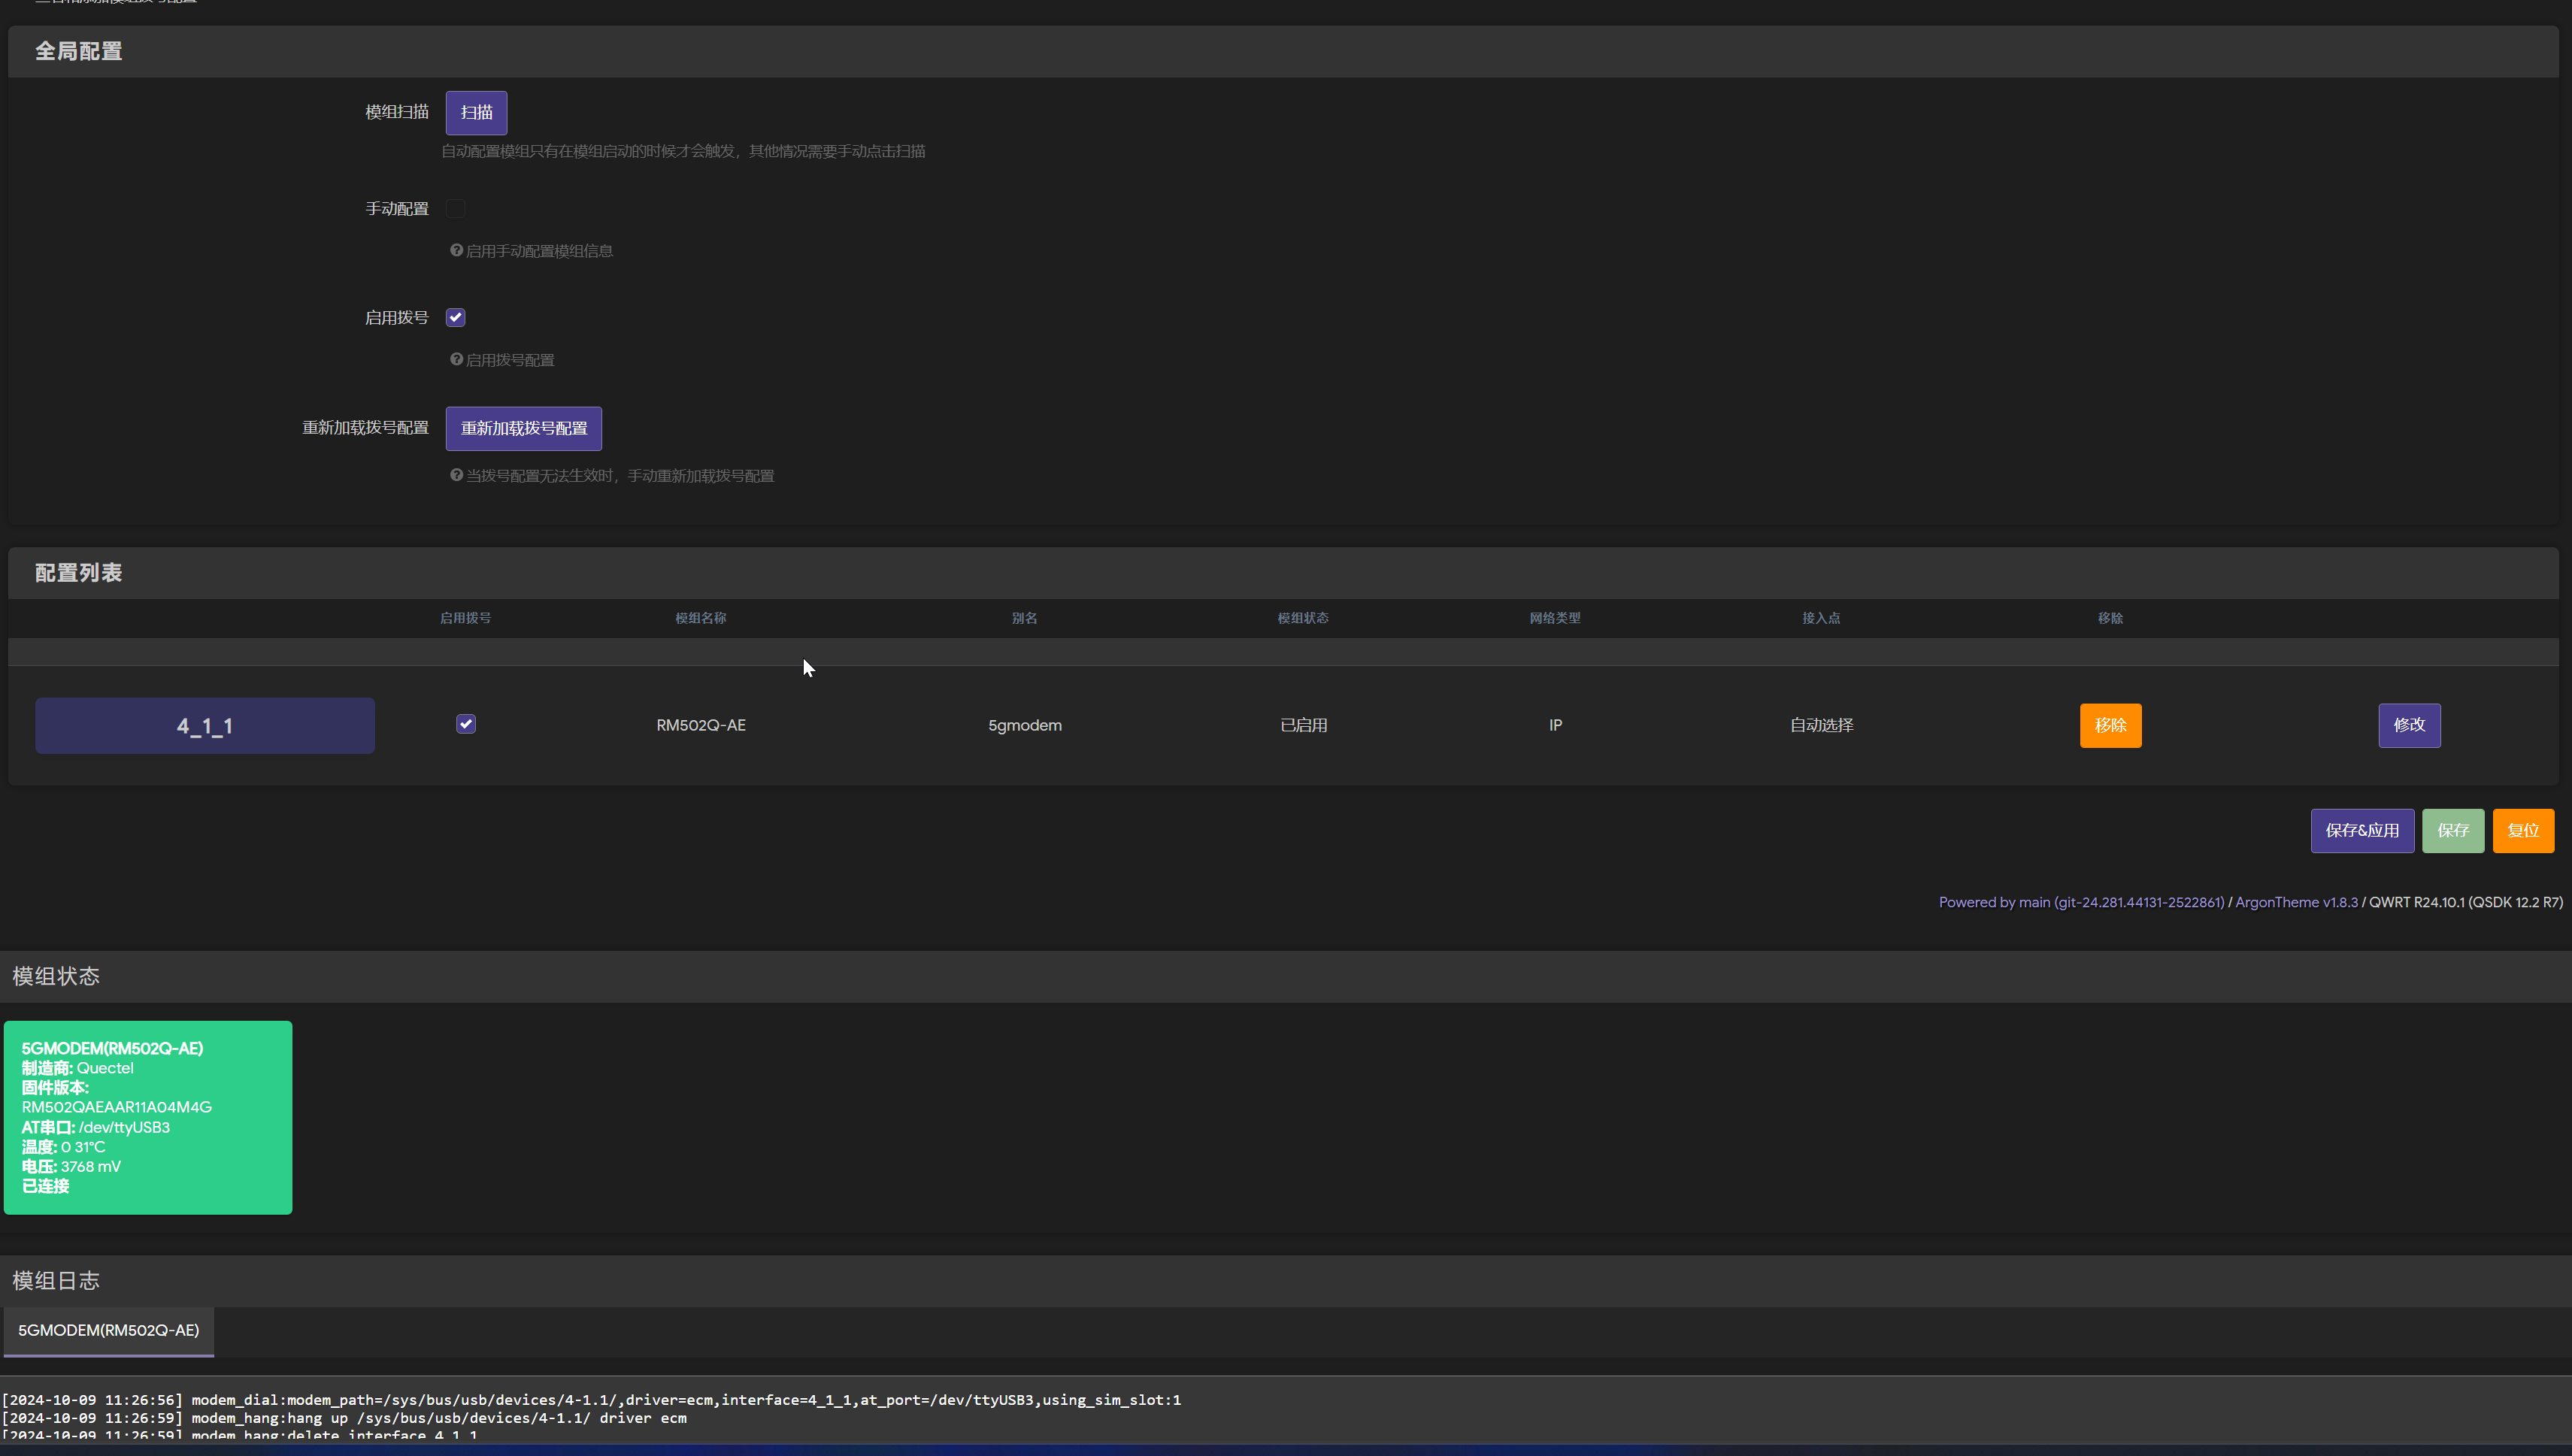 全局配置
模组扫描 扫描
自动配置模组只有在模组启动的时候才会触发，其他情况需要手动点击扫描
手动配置
启用手动配置模组信息
启用拨号
启用拨号配置
重新加载拨号配置 重新加载拨号配置
当拨号配置无法生效时，手动重新加载拨号配置
配置列表
启用拨号 模组名称 别名 模组状态 网络类型 接入点 移除
4_1_1 RM502Q-AE 5gmodem 已启用 IP 自动选择 移除 修改
保存&应用 保存 复位
Powered by main (git-24.281.44131-2522861) / ArgonTheme v1.8.3 / QWRT R24.10.1 (QSDK 12.2 R7)
模组状态
5GMODEM(RM502Q-AE)
制造商: Quectel
固件版本:
RM502QAEAAR11A04M4G
AT串口: /dev/ttyUSB3
温度: 0 31°C
电压: 3768 mV
已连接
模组日志
5GMODEM(RM502Q-AE)
[2024-10-09 11:26:56] modem_dial:modem_path=/sys/bus/usb/devices/4-1.1/,driver=ecm,interface=4_1_1,at_port=/dev/ttyUSB3,using_sim_slot:1
[2024-10-09 11:26:59] modem_hang:hang up /sys/bus/usb/devices/4-1.1/ driver ecm
[2024-10-09 11:26:59] modem_hang:delete interface 4_1_1